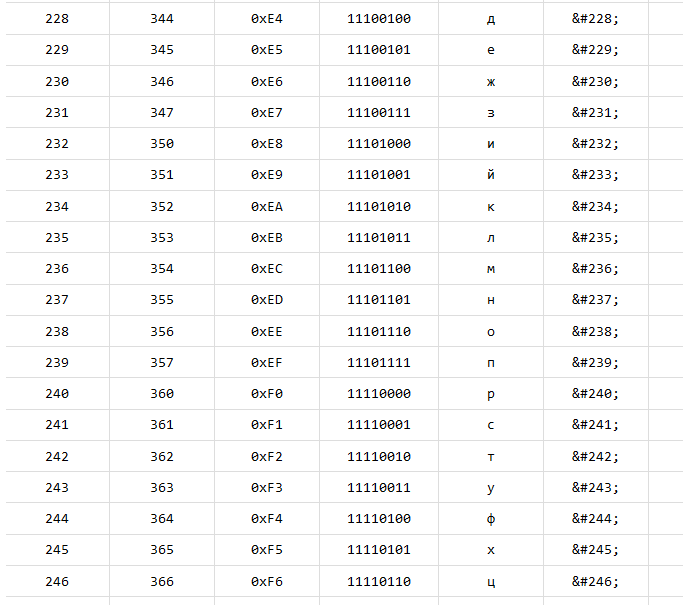 228 344 0xE4 11100100 д &#228;
229 345 0xE5 11100101 е &#229;
230 346 0xE6 11100110 ж &#230;
231 347 0xE7 11100111 з &#231;
232 350 0xE8 11101000 и &#232;
233 351 0xE9 11101001 й &#233;
234 352 0xEA 11101010 к &#234;
235 353 0xEB 11101011 л &#235;
236 354 0xEC 11101100 м &#236;
237 355 0xED 11101101 н &#237;
238 356 0xEE 11101110 о &#238;
239 357 0xEF 11101111 п &#239;
240 360 0xF0 11110000 р &#240;
241 361 0xF1 11110001 с &#241;
242 362 0xF2 11110010 т &#242;
243 363 0xF3 11110011 у &#243;
244 364 0xF4 11110100 ф &#244;
245 365 0xF5 11110101 х &#245;
246 366 0xF6 11110110 ц &#246;